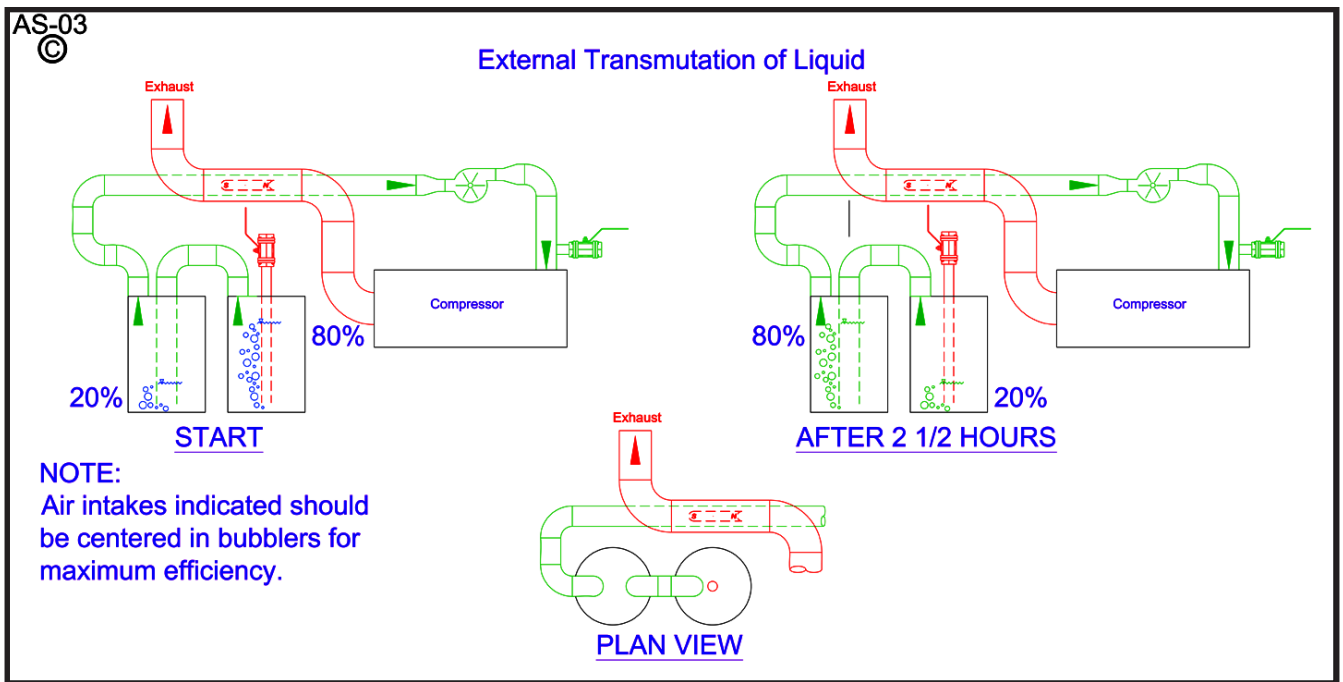 AS-03
©
External Transmutation of Liquid
Exhaust
S N
Compressor
80%
20%
START
Exhaust
S N
Compressor
80%
20%
AFTER 2 1/2 HOURS
NOTE:
Air intakes indicated should
be centered in bubblers for
maximum efficiency.
Exhaust
S N
PLAN VIEW